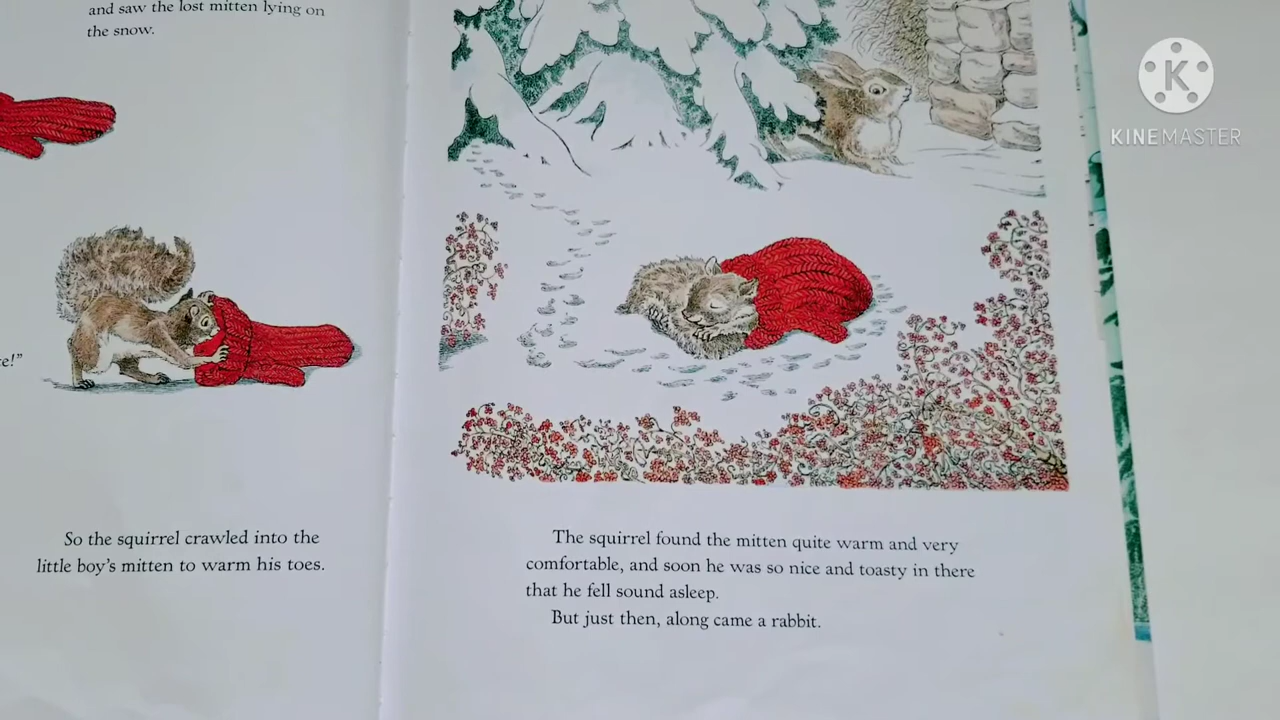 and saw the lost mitten lying on
the snow.
e!”
So the squirrel crawled into the
little boy’s mitten to warm his toes.
The squirrel found the mitten quite warm and very
comfortable, and soon he was so nice and toasty in there
that he fell sound asleep.
But just then, along came a rabbit.
K
KINEMASTER